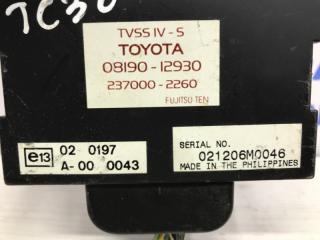 TC30
TVSS IV - S
TOYOTA
08190 - 12930
237000 - 2260
FUJITSU TEN
e13
02 0197
A-00 0043
SERIAL NO.
021206M0046
MADE IN THE PHILIPPINES